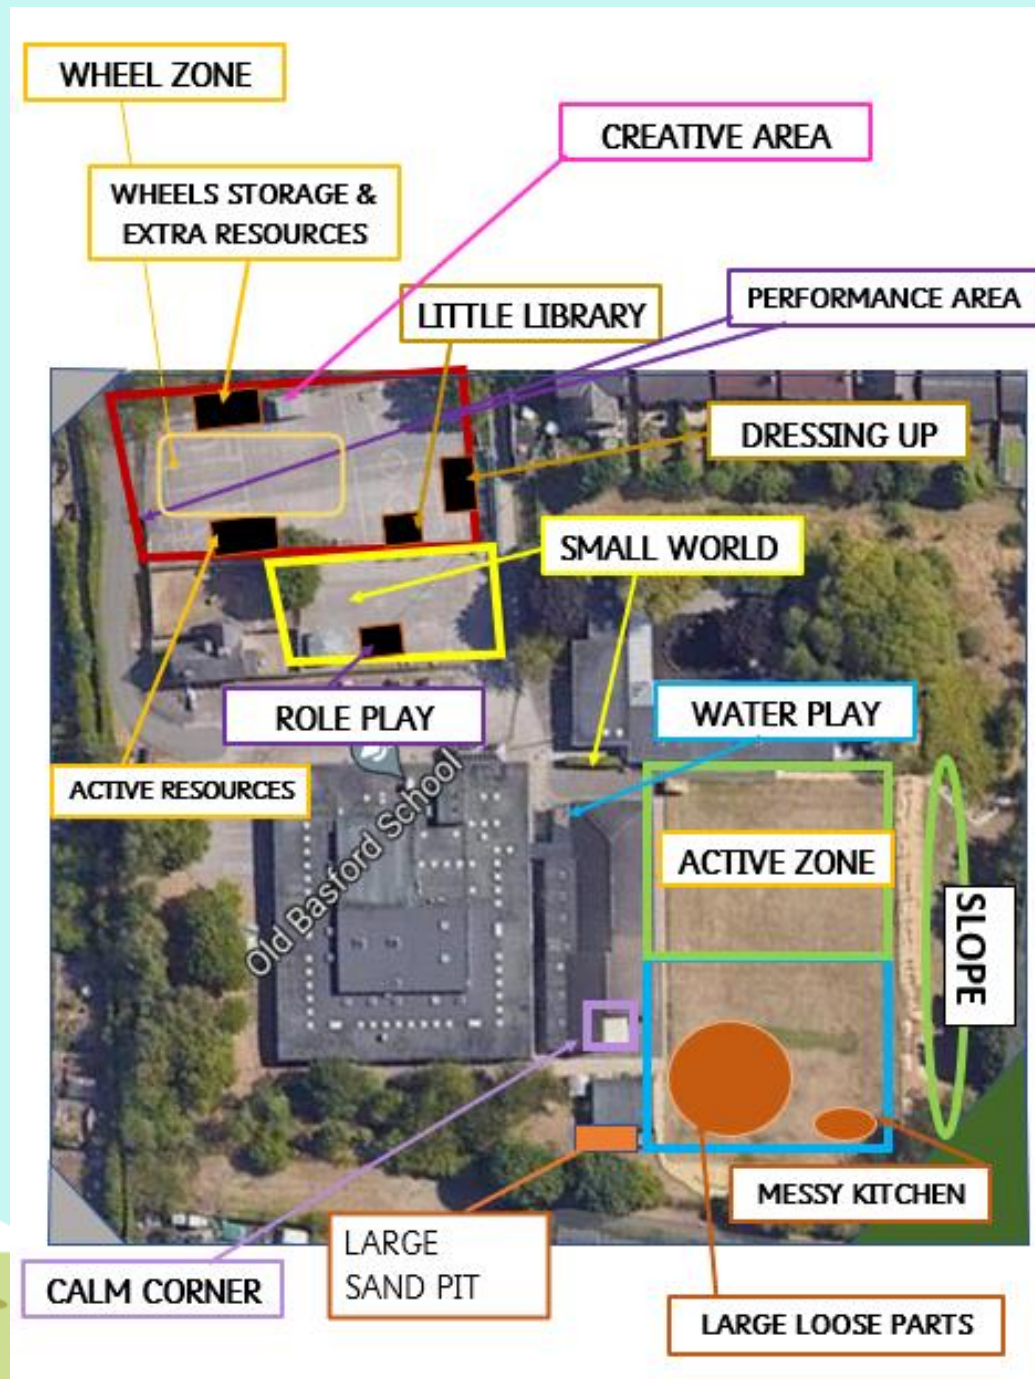 WHEEL ZONE
CREATIVE AREA
WHEELS STORAGE &
EXTRA RESOURCES
PERFORMANCE AREA
LITTLE LIBRARY
DRESSING UP
SMALL WORLD
ROLE PLAY
WATER PLAY
ACTIVE RESOURCES
Old Basford School
ACTIVE ZONE
SLOPE
MESSY KITCHEN
LARGE
SAND PIT
CALM CORNER
LARGE LOOSE PARTS